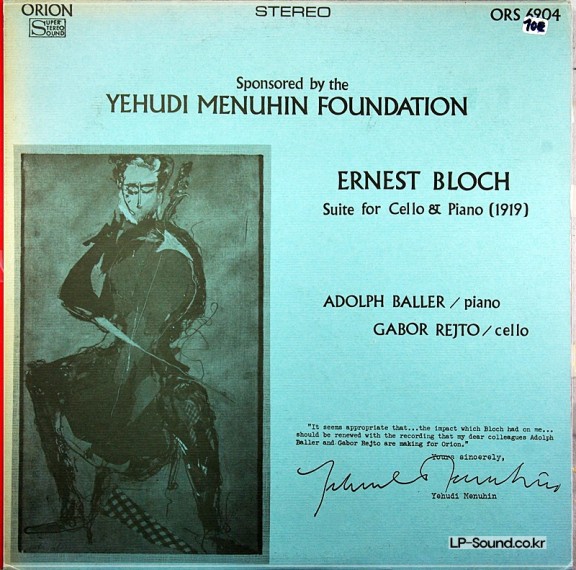 ORION
SUPER
STEREO
SOUND
STEREO
ORS 6904
Sponsored by the
YEHUDI MENUHIN FOUNDATION
ERNEST BLOCH
Suite for Cello & Piano (1919)
ADOLPH BALLER / piano
GABOR REJTO / cello
"It seems appropriate that...the impact which Bloch had on me...
should be renewed with the recording that my dear colleagues Adolph
Baller and Gabor Rejto are making for Orion."
Yours sincerely,
Yehudi Menuhin
Yehudi Menuhin
LP-Sound.co.kr